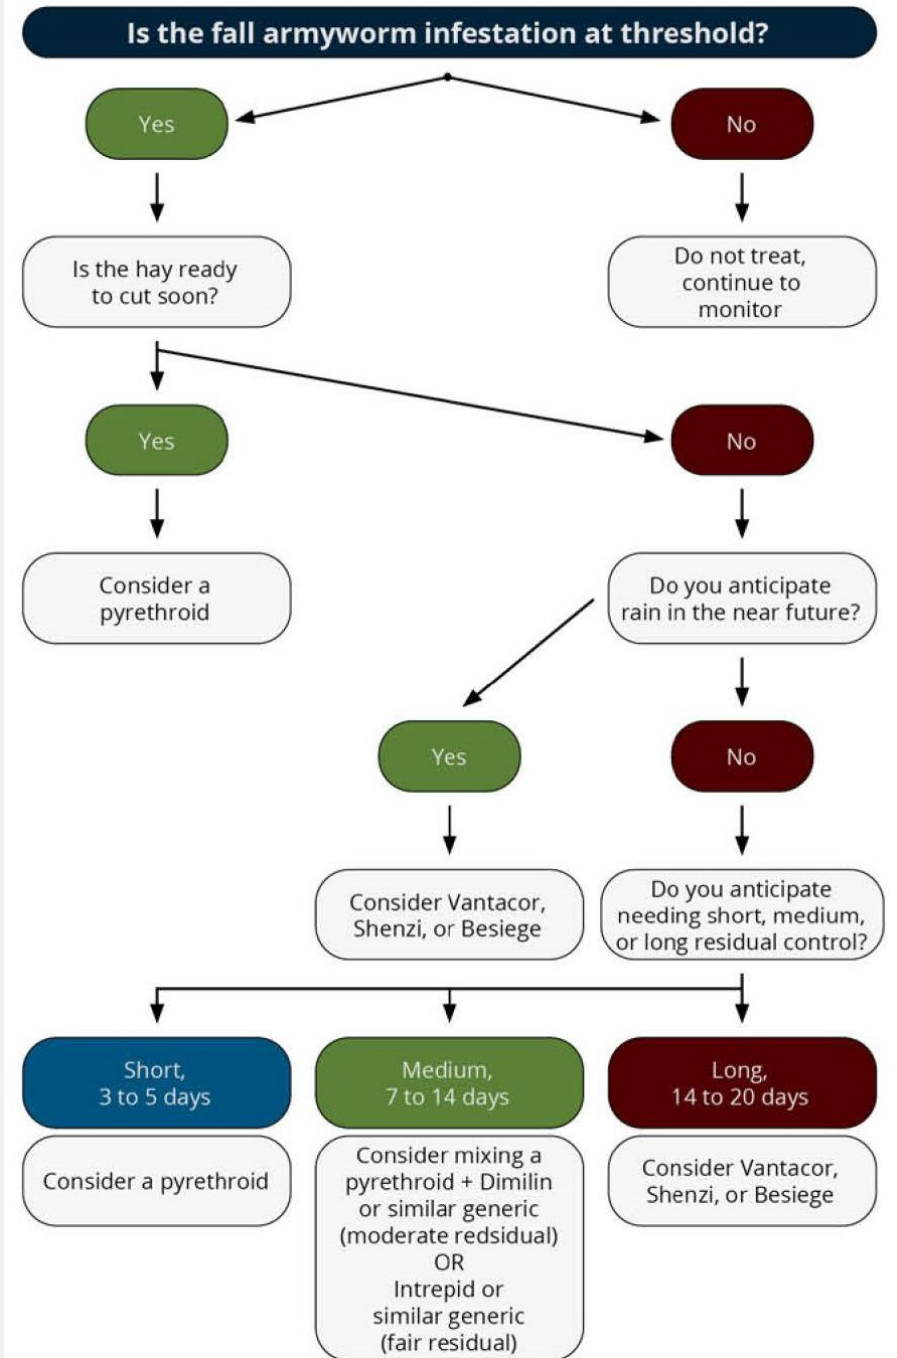 Is the fall armyworm infestation at threshold?
Yes
No
Is the hay ready
to cut soon?
Do not treat,
continue to
monitor
Yes
No
Consider a
pyrethroid
Do you anticipate
rain in the near future?
Yes
No
Consider Vantacor,
Shenzi, or Besiege
Do you anticipate
needing short, medium,
or long residual control?
Short,
3 to 5 days
Medium,
7 to 14 days
Long,
14 to 20 days
Consider a pyrethroid
Consider mixing a
pyrethroid + Dimilin
or similar generic
(moderate redsidual)
OR
Intrepid or
similar generic
(fair residual)
Consider Vantacor,
Shenzi, or Besiege